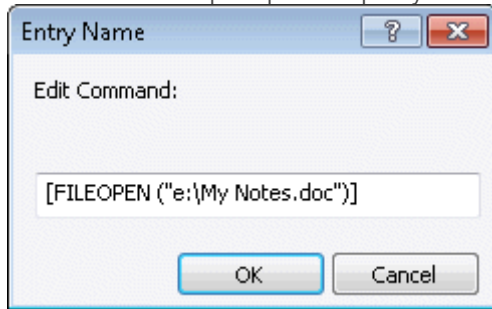 Entry Name
?
Edit Command:
[FILEOPEN ("e:\My Notes.doc")]
OK Cancel